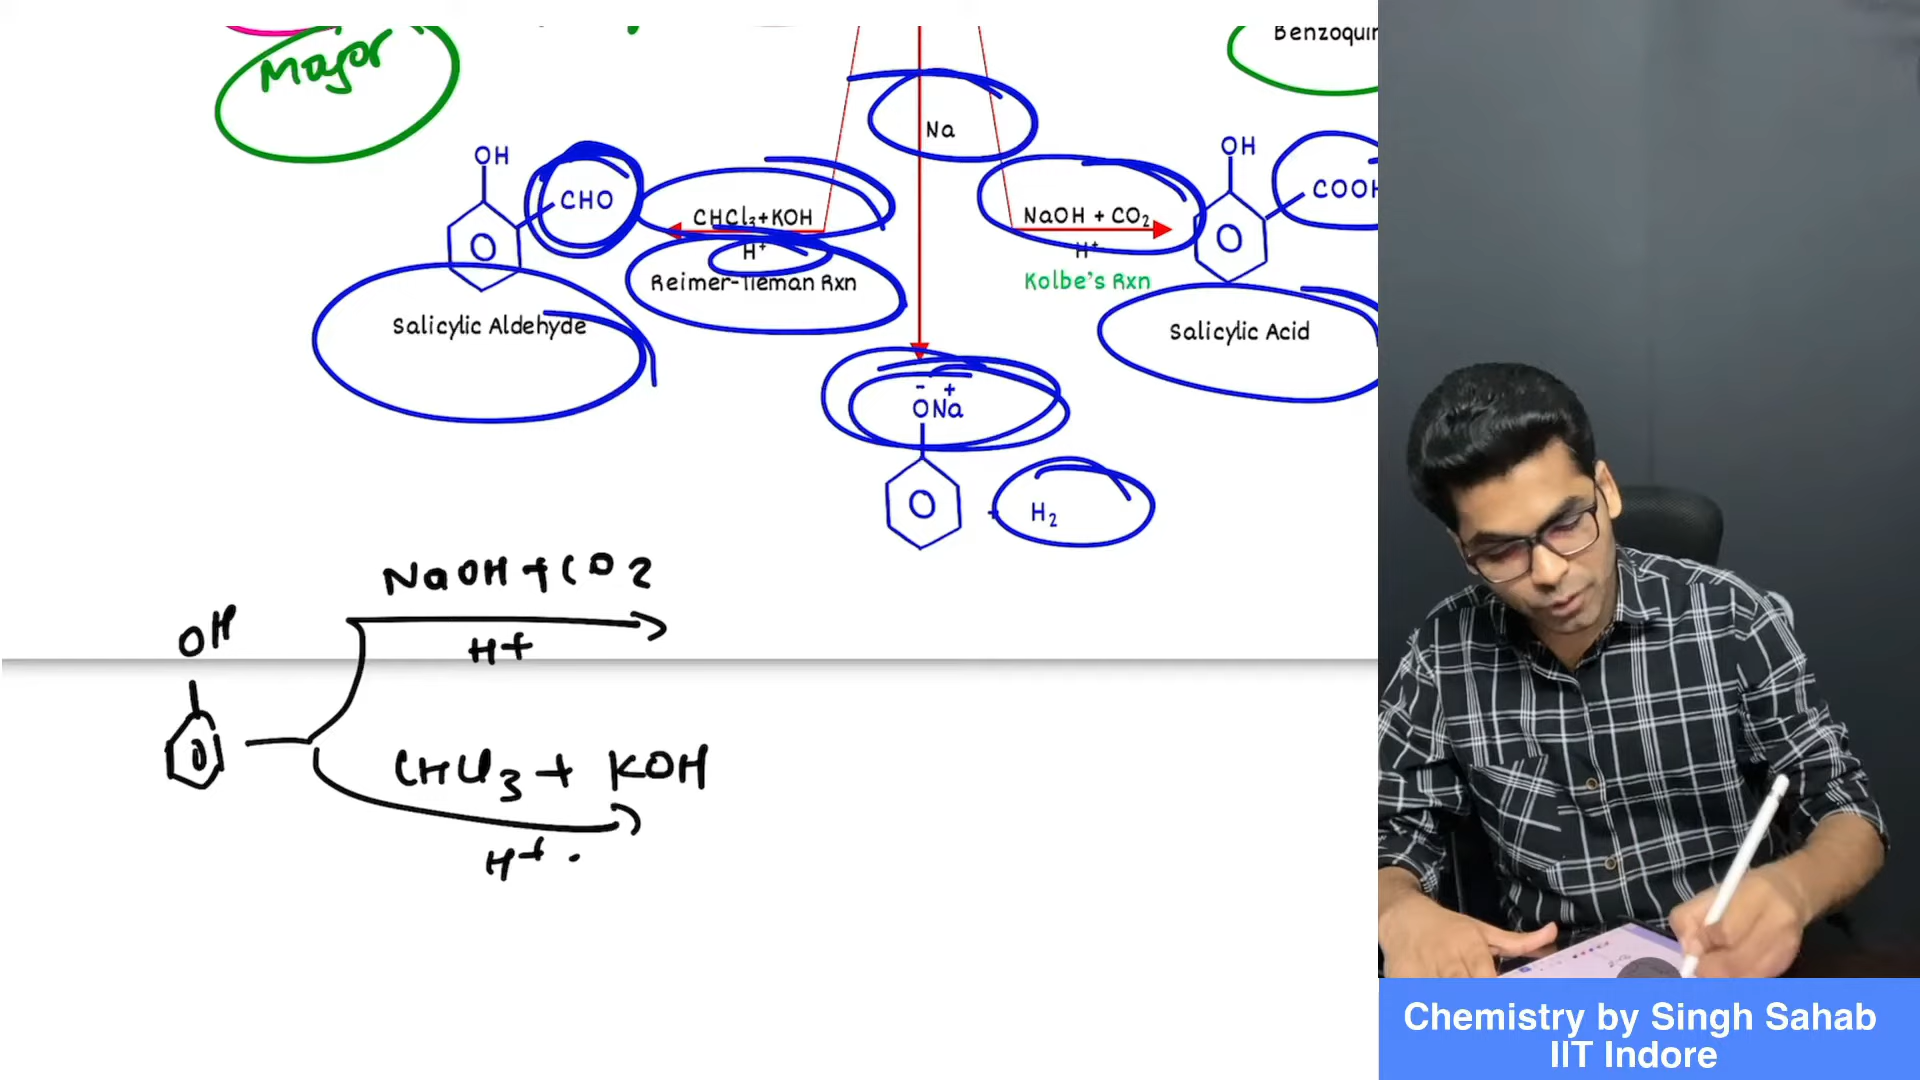 Major
Benzoquin
Na
OH
CHO
CHCl₃+KOH
H⁺
Reimer-Tieman Rxn
Salicylic Aldehyde
NaOH + CO₂
H⁺
Kolbe's Rxn
OH
COOH
Salicylic Acid
⁻ ⁺
ONa
+ H₂
NaOH + CO2
H+
OH
CHCl3 + KOH
H+
Chemistry by Singh Sahab
IIT Indore